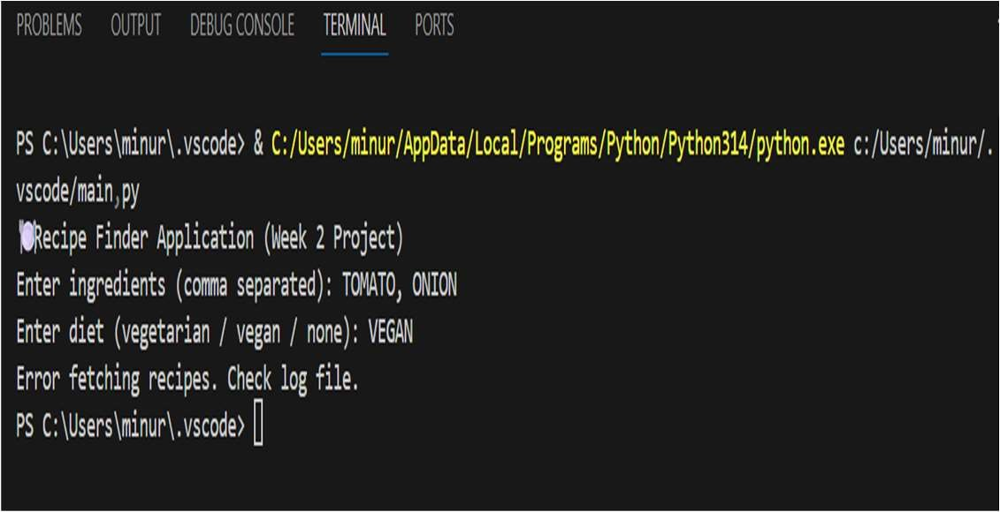 PROBLEMS OUTPUT DEBUG CONSOLE TERMINAL PORTS
PS C:\Users\minur\.vscode> & C:/Users/minur/AppData/Local/Programs/Python/Python314/python.exe c:/Users/minur/.
vscode/main,py
🍽Recipe Finder Application (Week 2 Project)
Enter ingredients (comma separated): TOMATO, ONION
Enter diet (vegetarian / vegan / none): VEGAN
Error fetching recipes. Check log file.
PS C:\Users\minur\.vscode>